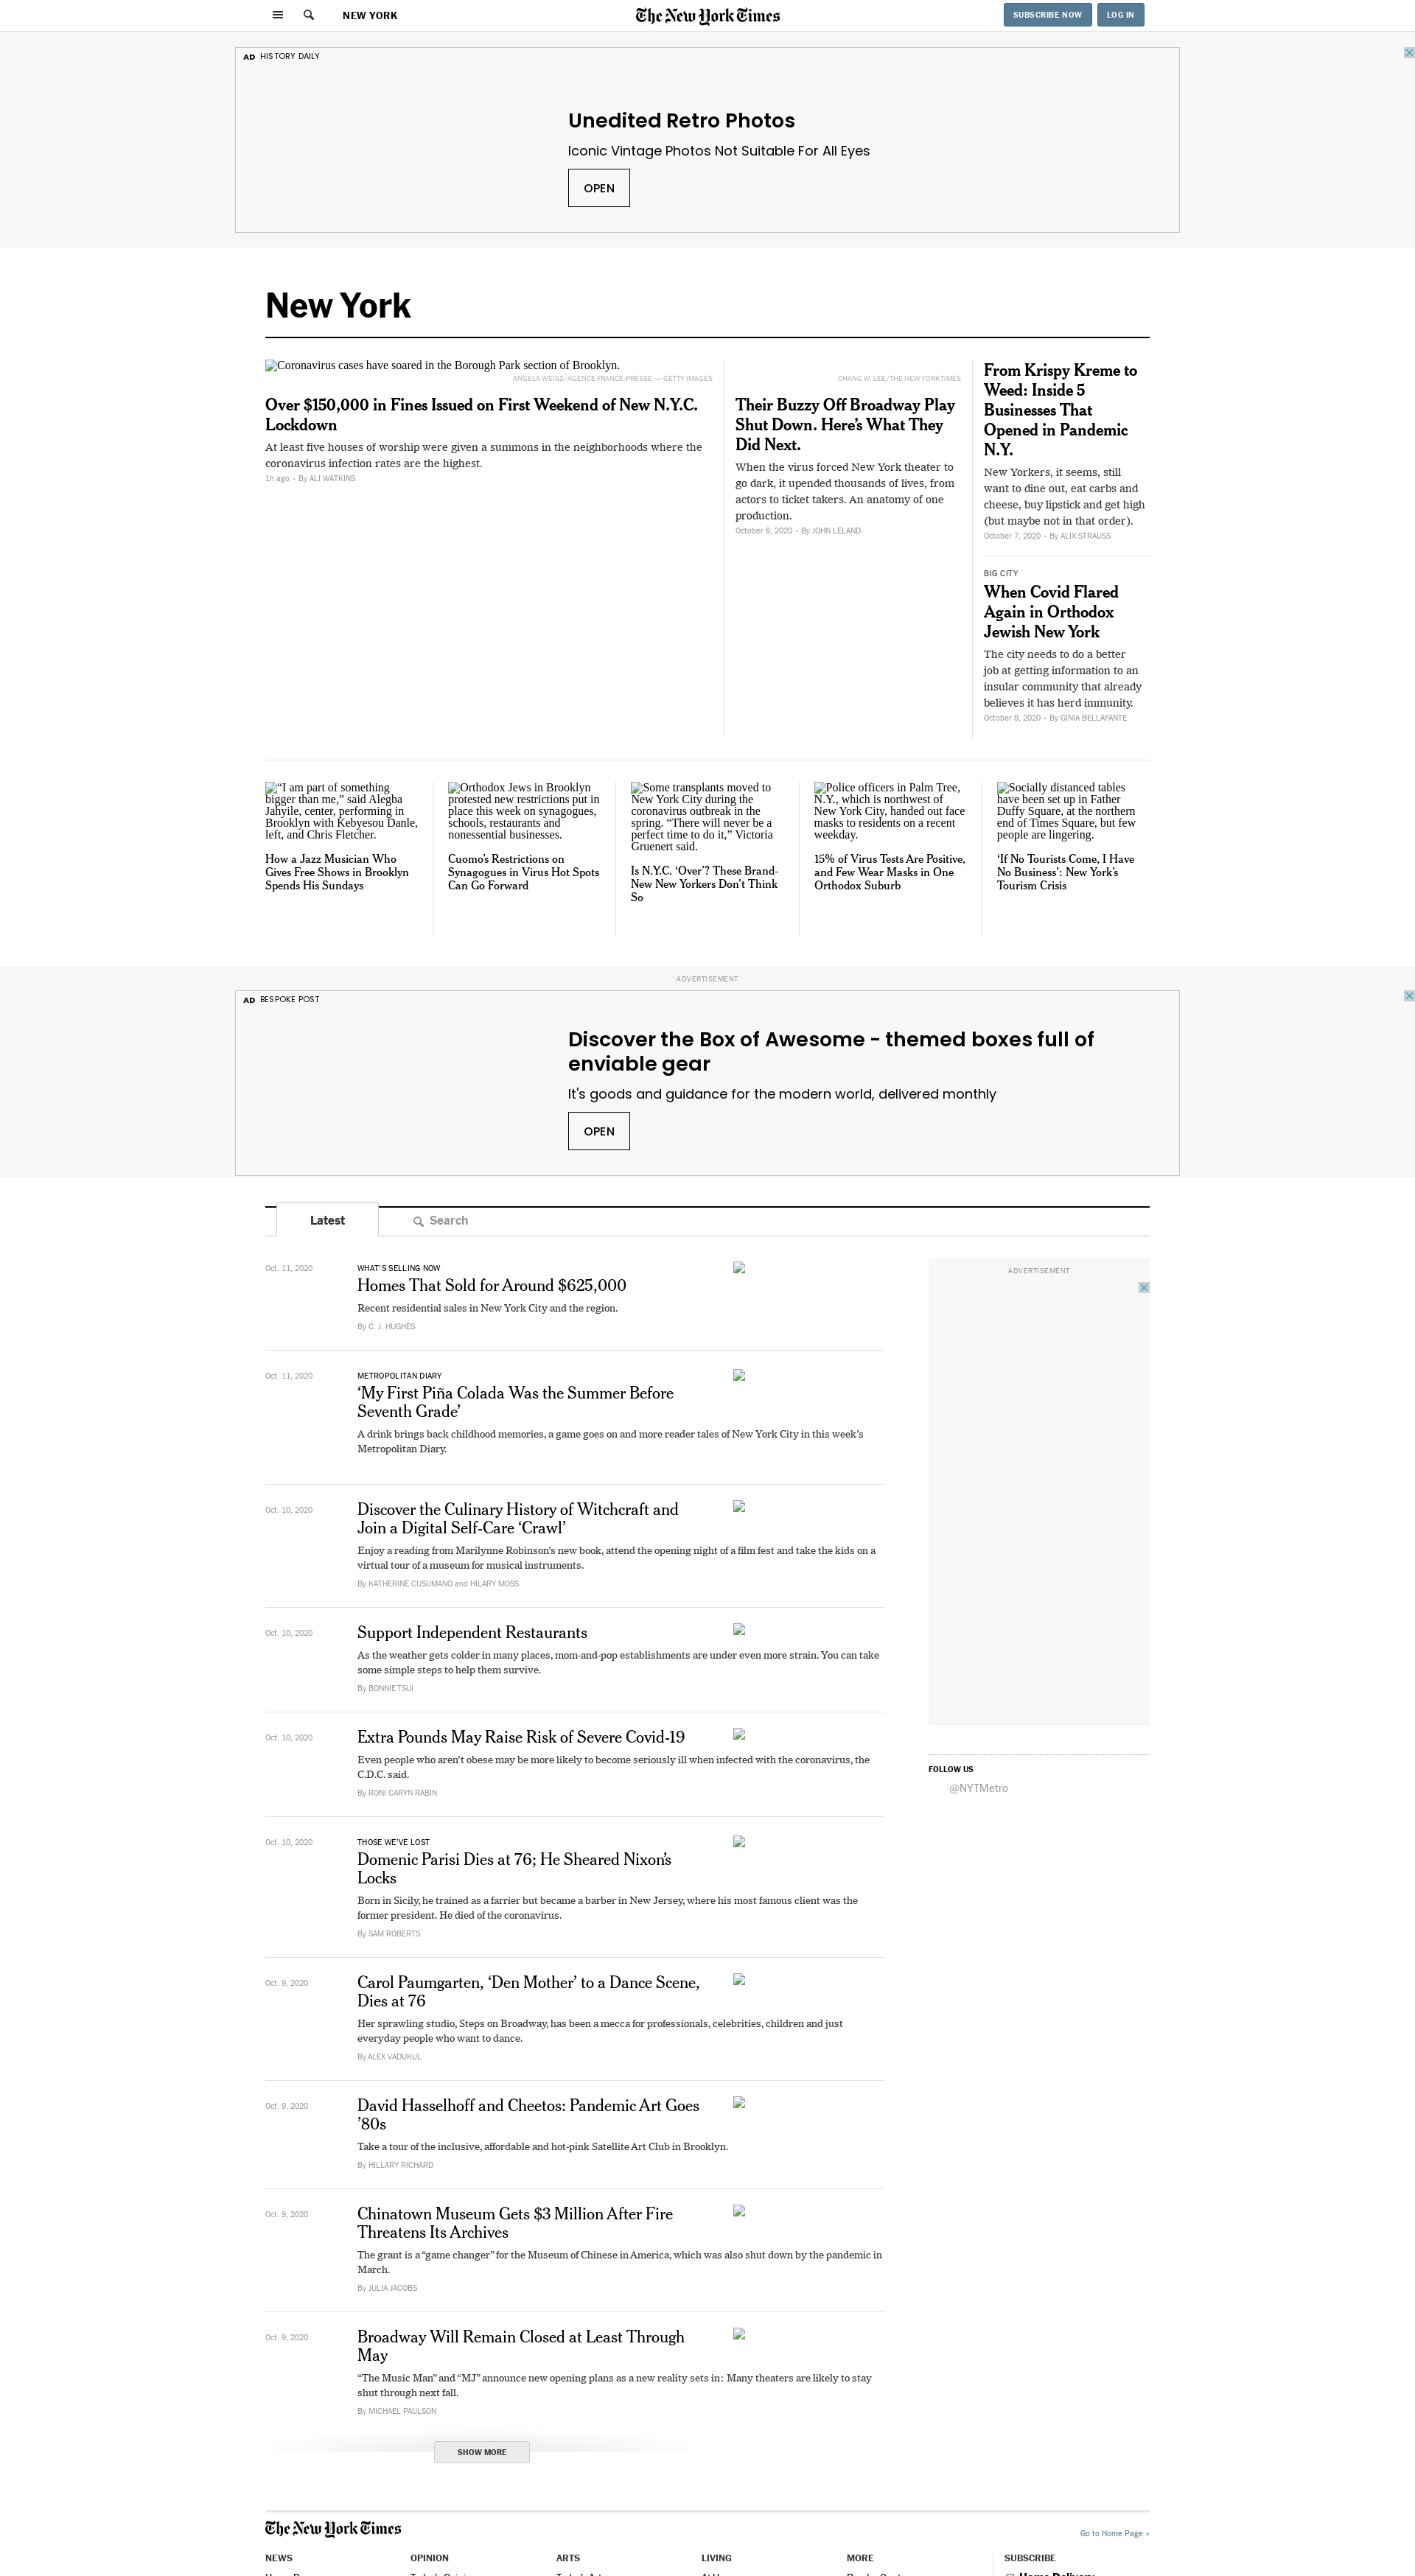 NEW YORK
The New York Times
SUBSCRIBE NOW
LOG IN
AD HISTORY DAILY
Unedited Retro Photos
Iconic Vintage Photos Not Suitable For All Eyes
OPEN
New York
Coronavirus cases have soared in the Borough Park section of Brooklyn.
ANGELA WEISS/AGENCE FRANCE-PRESSE — GETTY IMAGES
Over $150,000 in Fines Issued on First Weekend of New N.Y.C.
Lockdown
At least five houses of worship were given a summons in the neighborhoods where the
coronavirus infection rates are the highest.
1h ago • By ALI WATKINS
CHANG W. LEE/THE NEW YORKTIMES
Their Buzzy Off Broadway Play
Shut Down. Here’s What They
Did Next.
When the virus forced New York theater to
go dark, it upended thousands of lives, from
actors to ticket takers. An anatomy of one
production.
October 8, 2020 • By JOHN LELAND
From Krispy Kreme to
Weed: Inside 5
Businesses That
Opened in Pandemic
N.Y.
New Yorkers, it seems, still
want to dine out, eat carbs and
cheese, buy lipstick and get high
(but maybe not in that order).
October 7, 2020 • By ALIX STRAUSS
BIG CITY
When Covid Flared
Again in Orthodox
Jewish New York
The city needs to do a better
job at getting information to an
insular community that already
believes it has herd immunity.
October 8, 2020 • By GINIA BELLAFANTE
“I am part of something
bigger than me,” said Alegba
Jahyile, center, performing in
Brooklyn with Kebyesou Danle,
left, and Chris Fletcher.
How a Jazz Musician Who
Gives Free Shows in Brooklyn
Spends His Sundays
Orthodox Jews in Brooklyn
protested new restrictions put in
place this week on synagogues,
schools, restaurants and
nonessential businesses.
Cuomo’s Restrictions on
Synagogues in Virus Hot Spots
Can Go Forward
Some transplants moved to
New York City during the
coronavirus outbreak in the
spring. “There will never be a
perfect time to do it,” Victoria
Gruenert said.
Is N.Y.C. ‘Over’? These Brand-
New New Yorkers Don’t Think
So
Police officers in Palm Tree,
N.Y., which is northwest of
New York City, handed out face
masks to residents on a recent
weekday.
15% of Virus Tests Are Positive,
and Few Wear Masks in One
Orthodox Suburb
Socially distanced tables
have been set up in Father
Duffy Square, at the northern
end of Times Square, but few
people are lingering.
‘If No Tourists Come, I Have
No Business’: New York’s
Tourism Crisis
ADVERTISEMENT
AD BESPOKE POST
Discover the Box of Awesome - themed boxes full of
enviable gear
It's goods and guidance for the modern world, delivered monthly
OPEN
Latest
Search
Oct. 11, 2020
WHAT’S SELLING NOW
Homes That Sold for Around $625,000
Recent residential sales in New York City and the region.
By C. J. HUGHES
Oct. 11, 2020
METROPOLITAN DIARY
‘My First Piña Colada Was the Summer Before
Seventh Grade’
A drink brings back childhood memories, a game goes on and more reader tales of New York City in this week’s
Metropolitan Diary.
Oct. 10, 2020
Discover the Culinary History of Witchcraft and
Join a Digital Self-Care ‘Crawl’
Enjoy a reading from Marilynne Robinson’s new book, attend the opening night of a film fest and take the kids on a
virtual tour of a museum for musical instruments.
By KATHERINE CUSUMANO and HILARY MOSS
Oct. 10, 2020
Support Independent Restaurants
As the weather gets colder in many places, mom-and-pop establishments are under even more strain. You can take
some simple steps to help them survive.
By BONNIE TSUI
Oct. 10, 2020
Extra Pounds May Raise Risk of Severe Covid-19
Even people who aren’t obese may be more likely to become seriously ill when infected with the coronavirus, the
C.D.C. said.
By RONI CARYN RABIN
Oct. 10, 2020
THOSE WE’VE LOST
Domenic Parisi Dies at 76; He Sheared Nixon’s
Locks
Born in Sicily, he trained as a farrier but became a barber in New Jersey, where his most famous client was the
former president. He died of the coronavirus.
By SAM ROBERTS
Oct. 9, 2020
Carol Paumgarten, ‘Den Mother’ to a Dance Scene,
Dies at 76
Her sprawling studio, Steps on Broadway, has been a mecca for professionals, celebrities, children and just
everyday people who want to dance.
By ALEX VADUKUL
Oct. 9, 2020
David Hasselhoff and Cheetos: Pandemic Art Goes
’80s
Take a tour of the inclusive, affordable and hot-pink Satellite Art Club in Brooklyn.
By HILLARY RICHARD
Oct. 9, 2020
Chinatown Museum Gets $3 Million After Fire
Threatens Its Archives
The grant is a “game changer” for the Museum of Chinese in America, which was also shut down by the pandemic in
March.
By JULIA JACOBS
Oct. 9, 2020
Broadway Will Remain Closed at Least Through
May
“The Music Man” and “MJ” announce new opening plans as a new reality sets in: Many theaters are likely to stay
shut through next fall.
By MICHAEL PAULSON
SHOW MORE
ADVERTISEMENT
FOLLOW US
@NYTMetro
The New York Times
Go to Home Page »
NEWS
OPINION
ARTS
LIVING
MORE
SUBSCRIBE